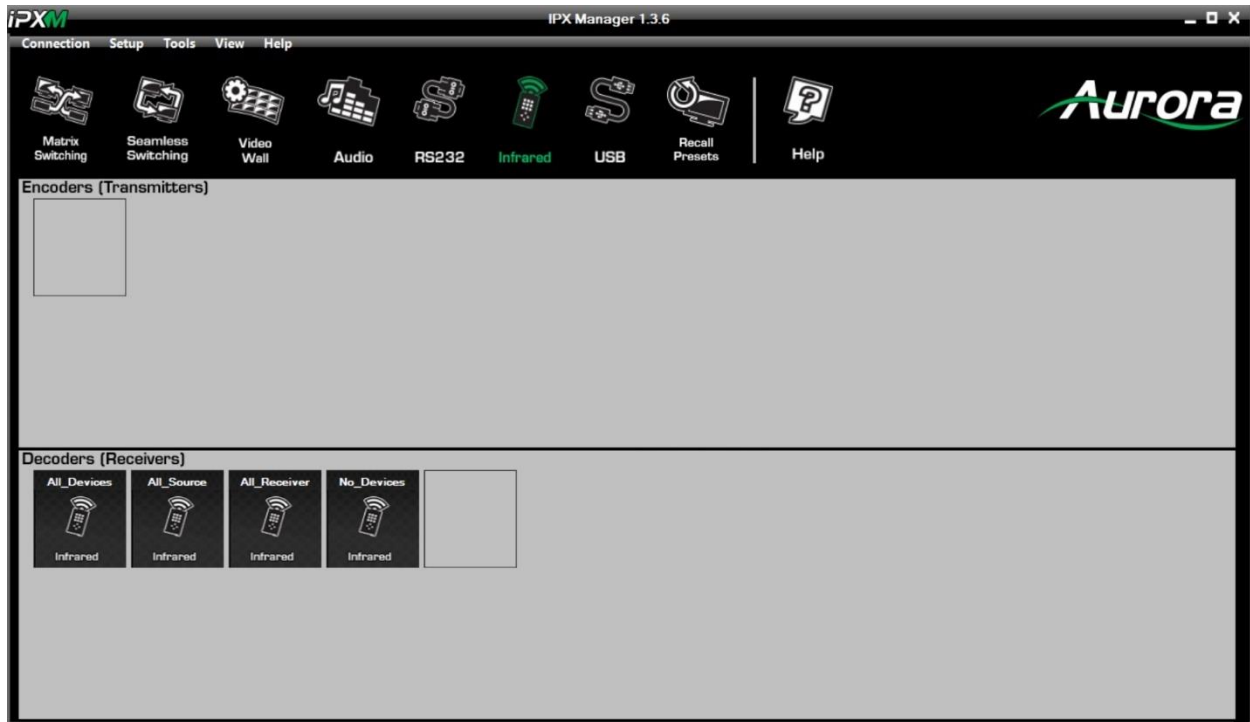 iPXM
IPX Manager 1.3.6
Connection Setup Tools View Help
Matrix
Switching
Seamless
Switching
Video
Wall
Audio
RS232
Infrared
USB
Recall
Presets
Help
Aurora
Encoders (Transmitters)
Decoders (Receivers)
All_Devices All_Source All_Receiver No_Devices
Infrared Infrared Infrared Infrared